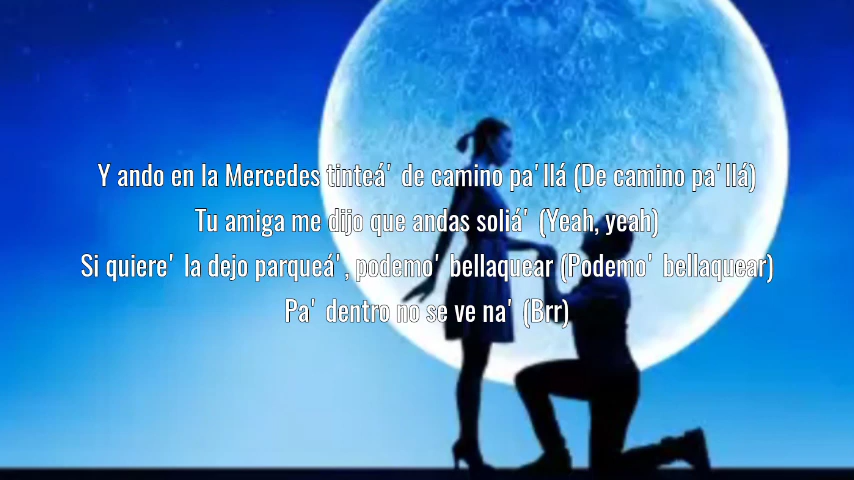 Y ando en la Mercedes tinteá' de camino pa'llá (De camino pa'llá)
Tu amiga me dijo que andas soliá' (Yeah, yeah)
Si quiere' la dejo parqueá', podemo' bellaquear (Podemo' bellaquear)
Pa' dentro no se ve na' (Brr)